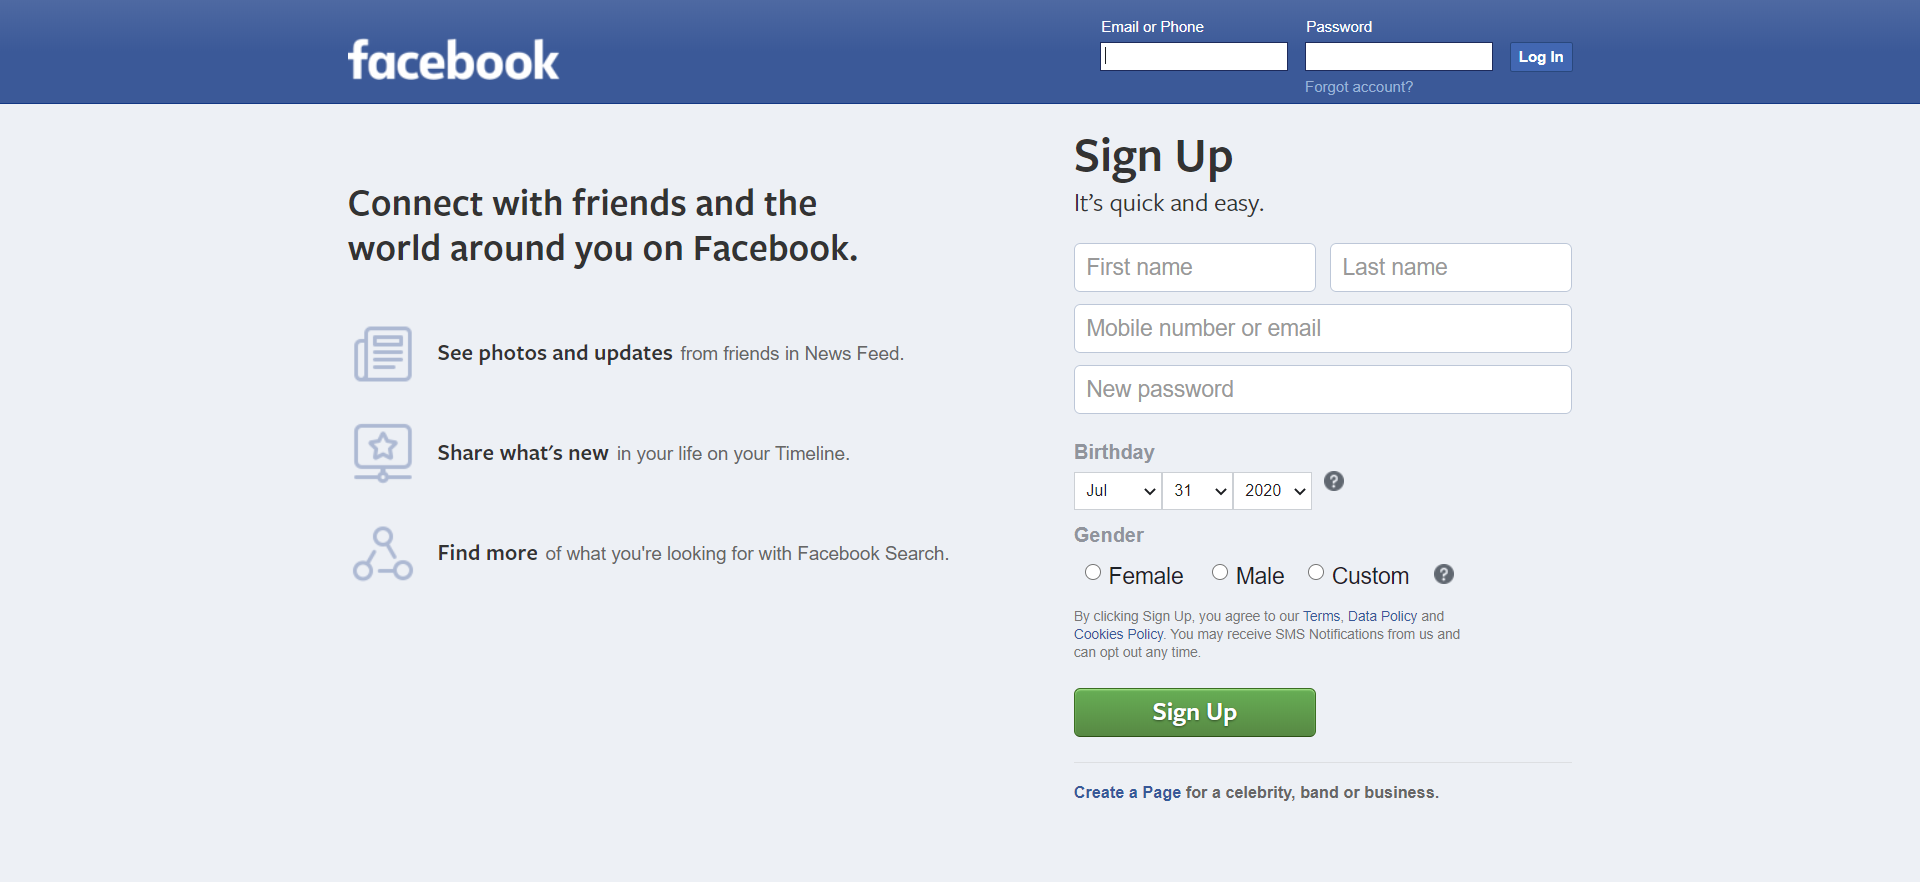 facebook
Email or Phone
Password
Log In
Forgot account?
Connect with friends and the
world around you on Facebook.
See photos and updates from friends in News Feed.
Share what's new in your life on your Timeline.
Find more of what you're looking for with Facebook Search.
Sign Up
It's quick and easy.
First name
Last name
Mobile number or email
New password
Birthday
Jul 31 2020 ?
Gender
Female Male Custom ?
By clicking Sign Up, you agree to our Terms, Data Policy and
Cookies Policy. You may receive SMS Notifications from us and
can opt out any time.
Sign Up
Create a Page for a celebrity, band or business.